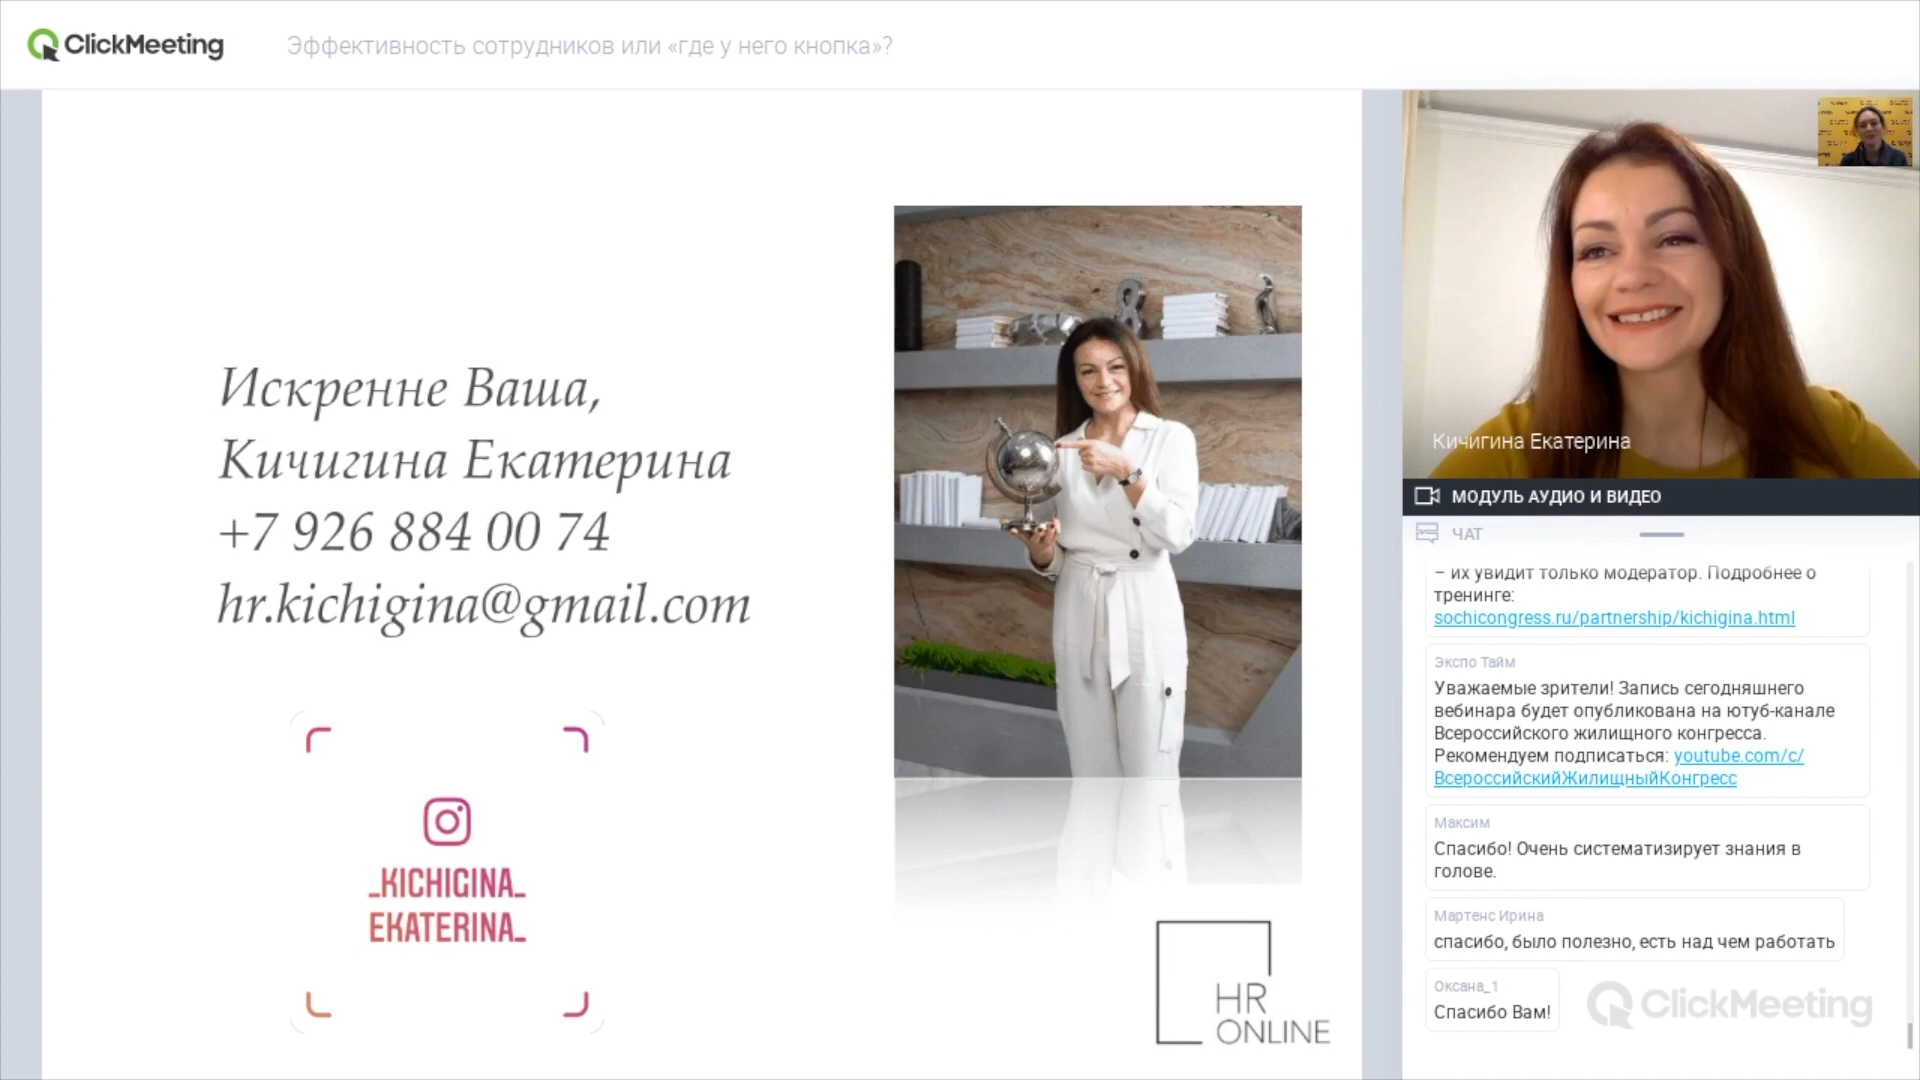 ClickMeeting
Эффективность сотрудников или «где у него кнопка»?
Искренне Ваша,
Кичигина Екатерина
+7 926 884 00 74
hr.kichigina@gmail.com
_KICHIGINA_
EKATERINA_
HR
ONLINE
Кичигина Екатерина
МОДУЛЬ АУДИО И ВИДЕО
ЧАТ
– их увидит только модератор. Подробнее о
тренинге:
sochicongress.ru/partnership/kichigina.html
Экспо Тайм
Уважаемые зрители! Запись сегодняшнего
вебинара будет опубликована на ютуб-канале
Всероссийского жилищного конгресса.
Рекомендуем подписаться: youtube.com/c/
ВсероссийскийЖилищныйКонгресс
Максим
Спасибо! Очень систематизирует знания в
голове.
Мартенс Ирина
спасибо, было полезно, есть над чем работать
Оксана_1
Спасибо Вам!
ClickMeeting